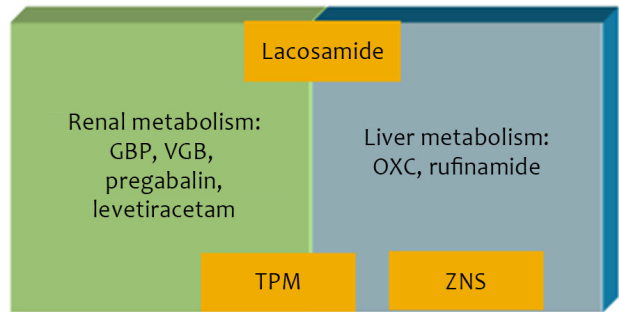 Lacosamide
Renal metabolism:
GBP, VGB,
pregabalin,
levetiracetam
Liver metabolism:
OXC, rufinamide
TPM
ZNS